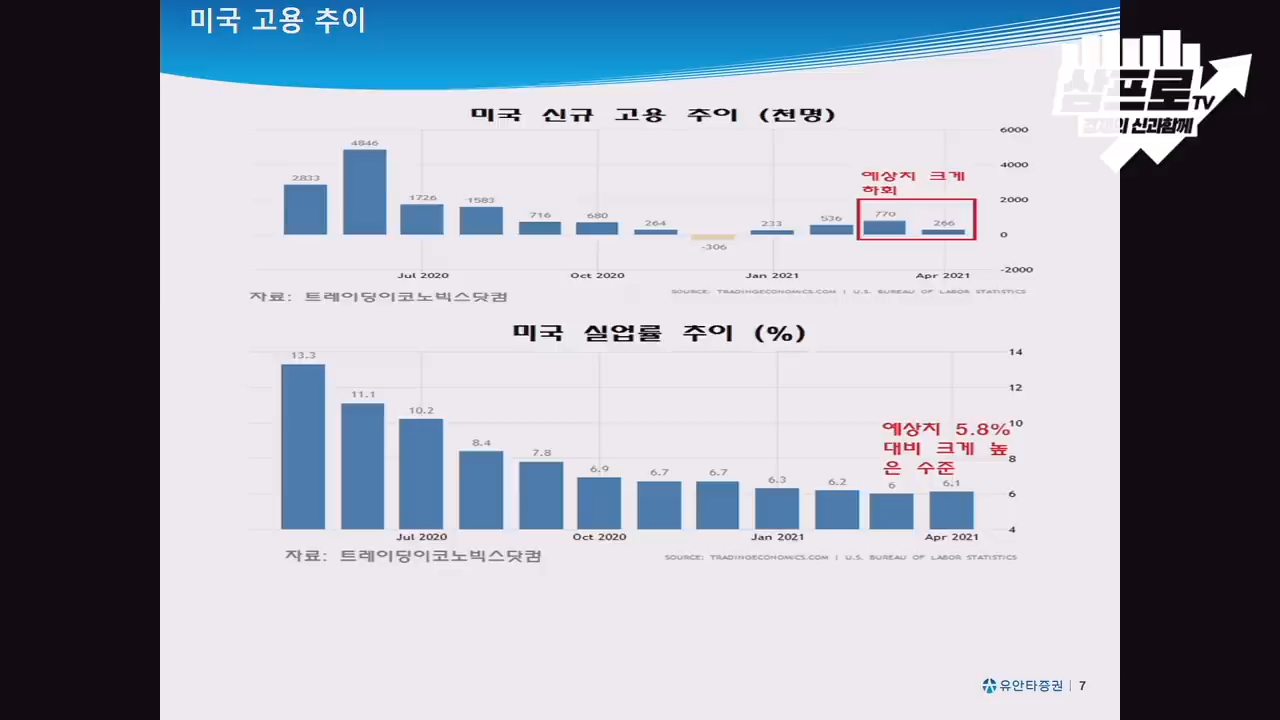 미국 고용 추이
삼프로TV
경제의 신과함께
미국 신규 고용 추이 (천명)
6000
4000
2000
0
-2000
2833
4846
1726
1583
716
680
264
-306
233
536
770
266
예상치 크게
하회
Jul 2020
Oct 2020
Jan 2021
Apr 2021
자료: 트레이딩이코노믹스닷컴
SOURCE: TRADINGECONOMICS.COM | U.S. BUREAU OF LABOR STATISTICS
미국 실업률 추이 (%)
14
12
10
8
6
4
13.3
11.1
10.2
8.4
7.8
6.9
6.7
6.7
6.3
6.2
6
6.1
예상치 5.8%
대비 크게 높
은 수준
Jul 2020
Oct 2020
Jan 2021
Apr 2021
자료: 트레이딩이코노믹스닷컴
SOURCE: TRADINGECONOMICS.COM | U.S. BUREAU OF LABOR STATISTICS
유안타증권 | 7